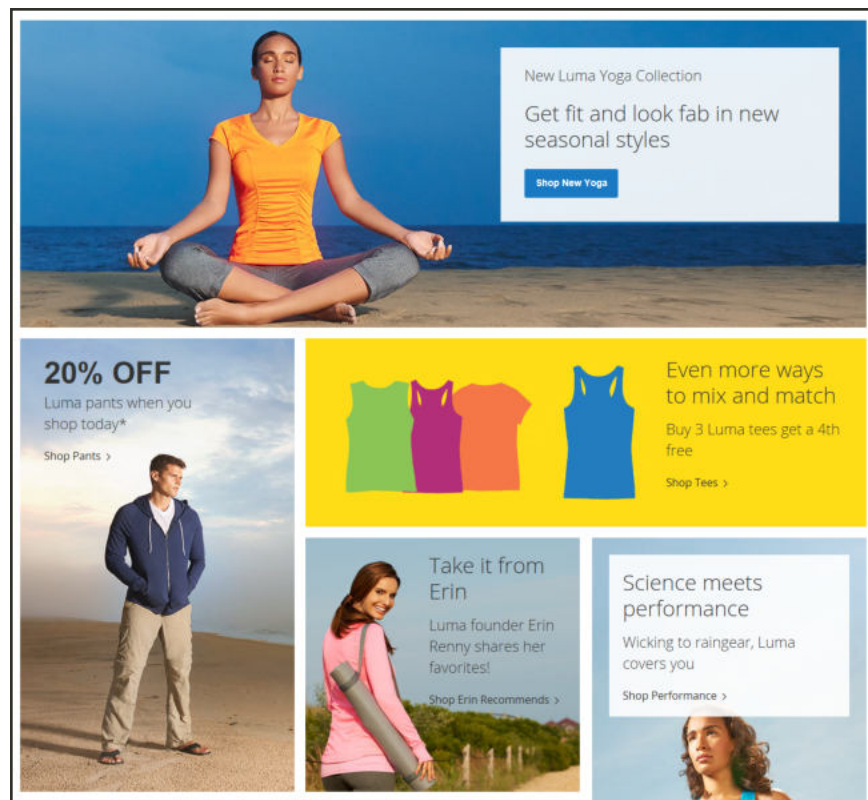 New Luma Yoga Collection
Get fit and look fab in new
seasonal styles
Shop New Yoga
20% OFF
Luma pants when you
shop today*
Shop Pants >
Even more ways
to mix and match
Buy 3 Luma tees get a 4th
free
Shop Tees >
Take it from
Erin
Luma founder Erin
Renny shares her
favorites!
Shop Erin Recommends >
Science meets
performance
Wicking to raingear, Luma
covers you
Shop Performance >